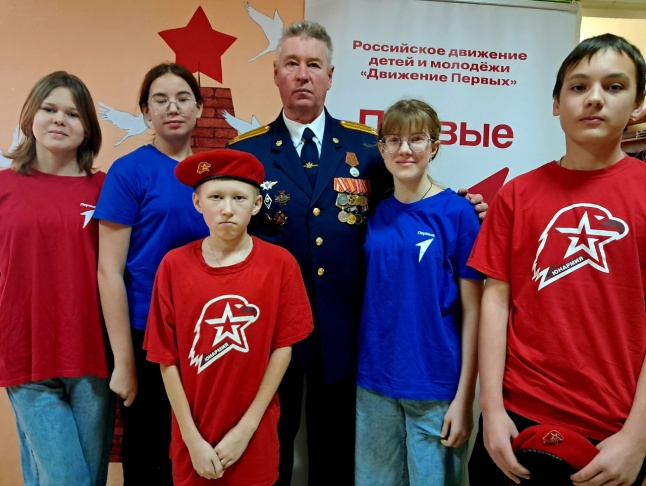 Российское движение
детей и молодёжи
«Движение Первых»
Первые
ЮНАРМИЯ
ЮНАРМИЯ